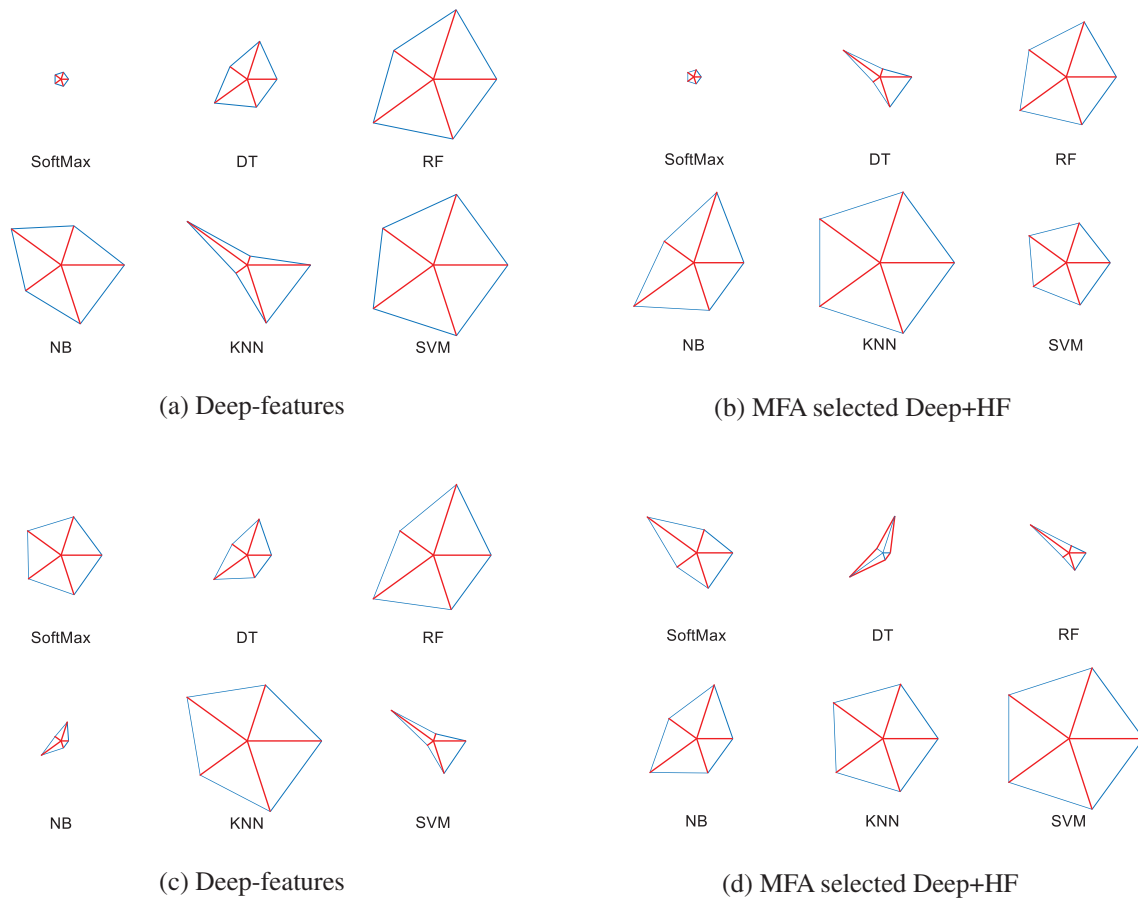 SoftMax DT RF
NB KNN SVM
(a) Deep-features
SoftMax DT RF
NB KNN SVM
(b) MFA selected Deep+HF
SoftMax DT RF
NB KNN SVM
(c) Deep-features
SoftMax DT RF
NB KNN SVM
(d) MFA selected Deep+HF